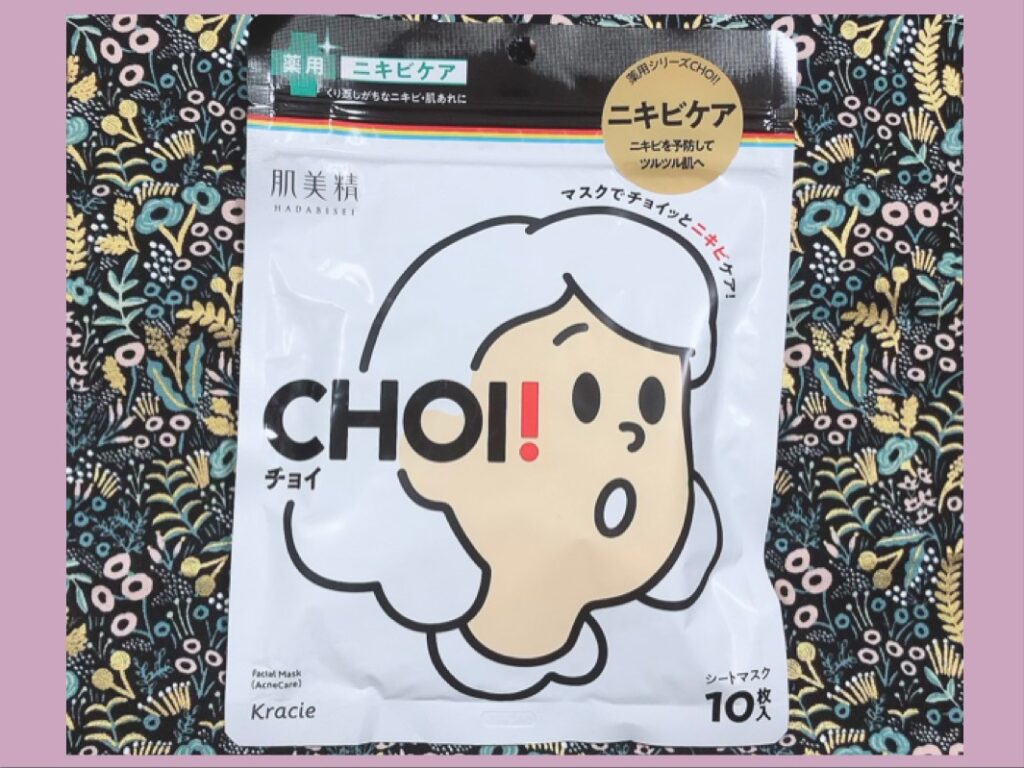 薬用
ニキビケア
くり返しがちなニキビ・肌あれに
薬用シリーズCHOI!
ニキビケア
ニキビを予防して
ツルツル肌へ
肌美精
HADABISEI
マスクでチョイッとニキビケア!
CHOI!
チョイ
Facial Mask
(AcneCare)
Kracie
シートマスク
10枚入